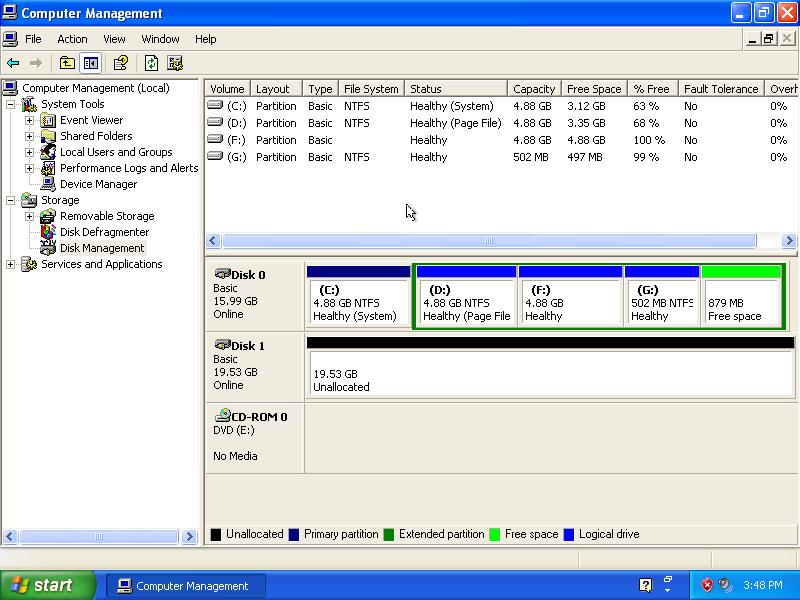 Computer Management
File Action View Window Help
Computer Management (Local)
System Tools
Event Viewer
Shared Folders
Local Users and Groups
Performance Logs and Alerts
Device Manager
Storage
Removable Storage
Disk Defragmenter
Disk Management
Services and Applications
Volume Layout Type File System Status Capacity Free Space % Free Fault Tolerance Overh
(C:) Partition Basic NTFS Healthy (System) 4.88 GB 3.12 GB 63 % No 0%
(D:) Partition Basic NTFS Healthy (Page File) 4.88 GB 3.35 GB 68 % No 0%
(F:) Partition Basic Healthy 4.88 GB 4.88 GB 100 % No 0%
(G:) Partition Basic NTFS Healthy 502 MB 497 MB 99 % No 0%
Disk 0
Basic
15.99 GB
Online
(C:)
4.88 GB NTFS
Healthy (System)
(D:)
4.88 GB NTFS
Healthy (Page File
(F:)
4.88 GB
Healthy
(G:)
502 MB NTFS
Healthy
879 MB
Free space
Disk 1
Basic
19.53 GB
Online
19.53 GB
Unallocated
CD-ROM 0
DVD (E:)
No Media
Unallocated Primary partition Extended partition Free space Logical drive
start Computer Management 3:48 PM